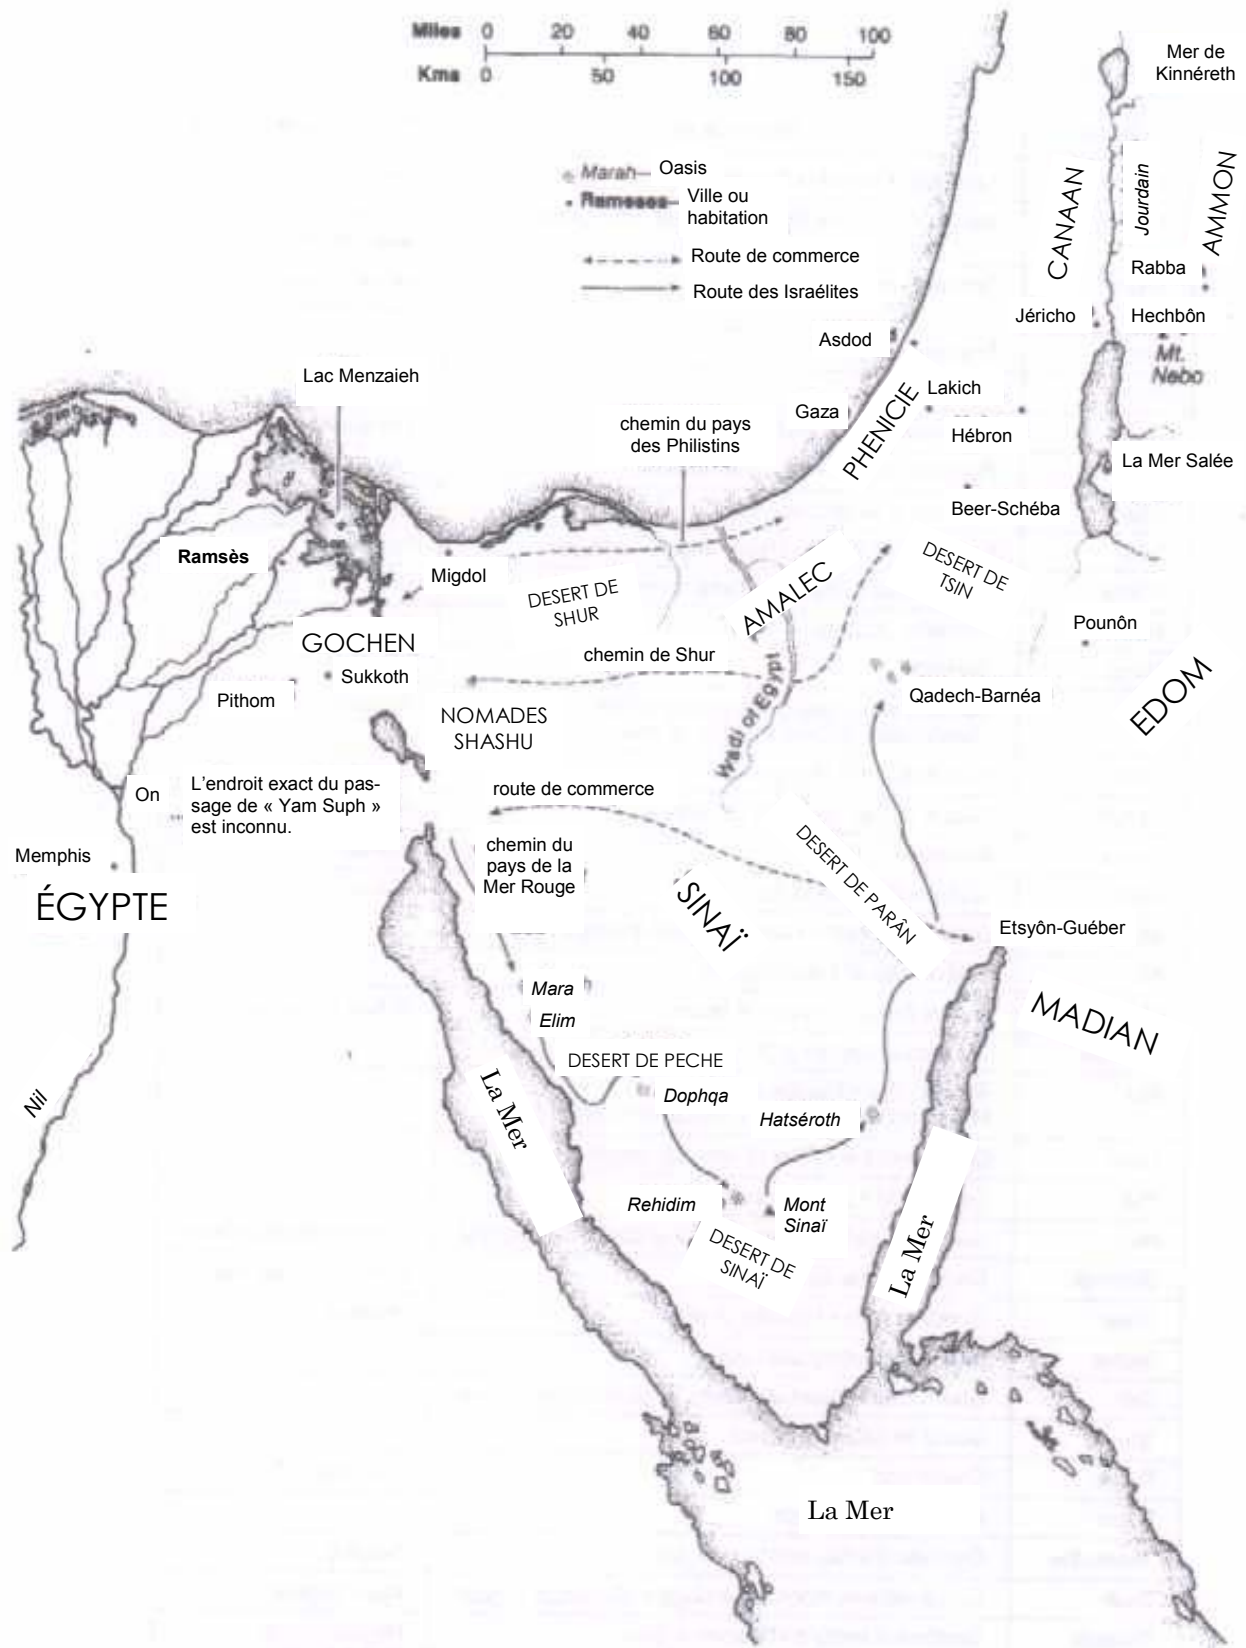 Miles 0 20 40 60 80 100
Kms 0 50 100 150
Mer de
Kinnéreth
Marah
Oasis
Rameses
Ville ou
habitation
Route de commerce
Route des Israélites
CANAAN
Jourdain
AMMON
Rabba
Jéricho
Hechbôn
Mt.
Nebo
Asdod
Lac Menzaieh
Gaza
PHENICIE
Lakich
chemin du pays
des Philistins
Hébron
La Mer Salée
Beer-Schéba
Ramsès
Migdol
DESERT DE
SHUR
AMALEC
DESERT DE
TSIN
Pounôn
GOCHEN
chemin de Shur
Sukkoth
Pithom
Qadech-Barnéa
EDOM
NOMADES
SHASHU
Wadi of Egypt
On
L'endroit exact du pas-
sage de « Yam Suph »
est inconnu.
route de commerce
Memphis
chemin du
pays de la
Mer Rouge
DESERT DE PARÂN
ÉGYPTE
SINAÏ
Etsyôn-Guéber
Mara
Elim
MADIAN
DESERT DE PECHE
Nil
La Mer
Dophqa
Hatséroth
Rehidim
Mont
Sinaï
DESERT DE
SINAÏ
La Mer
La Mer